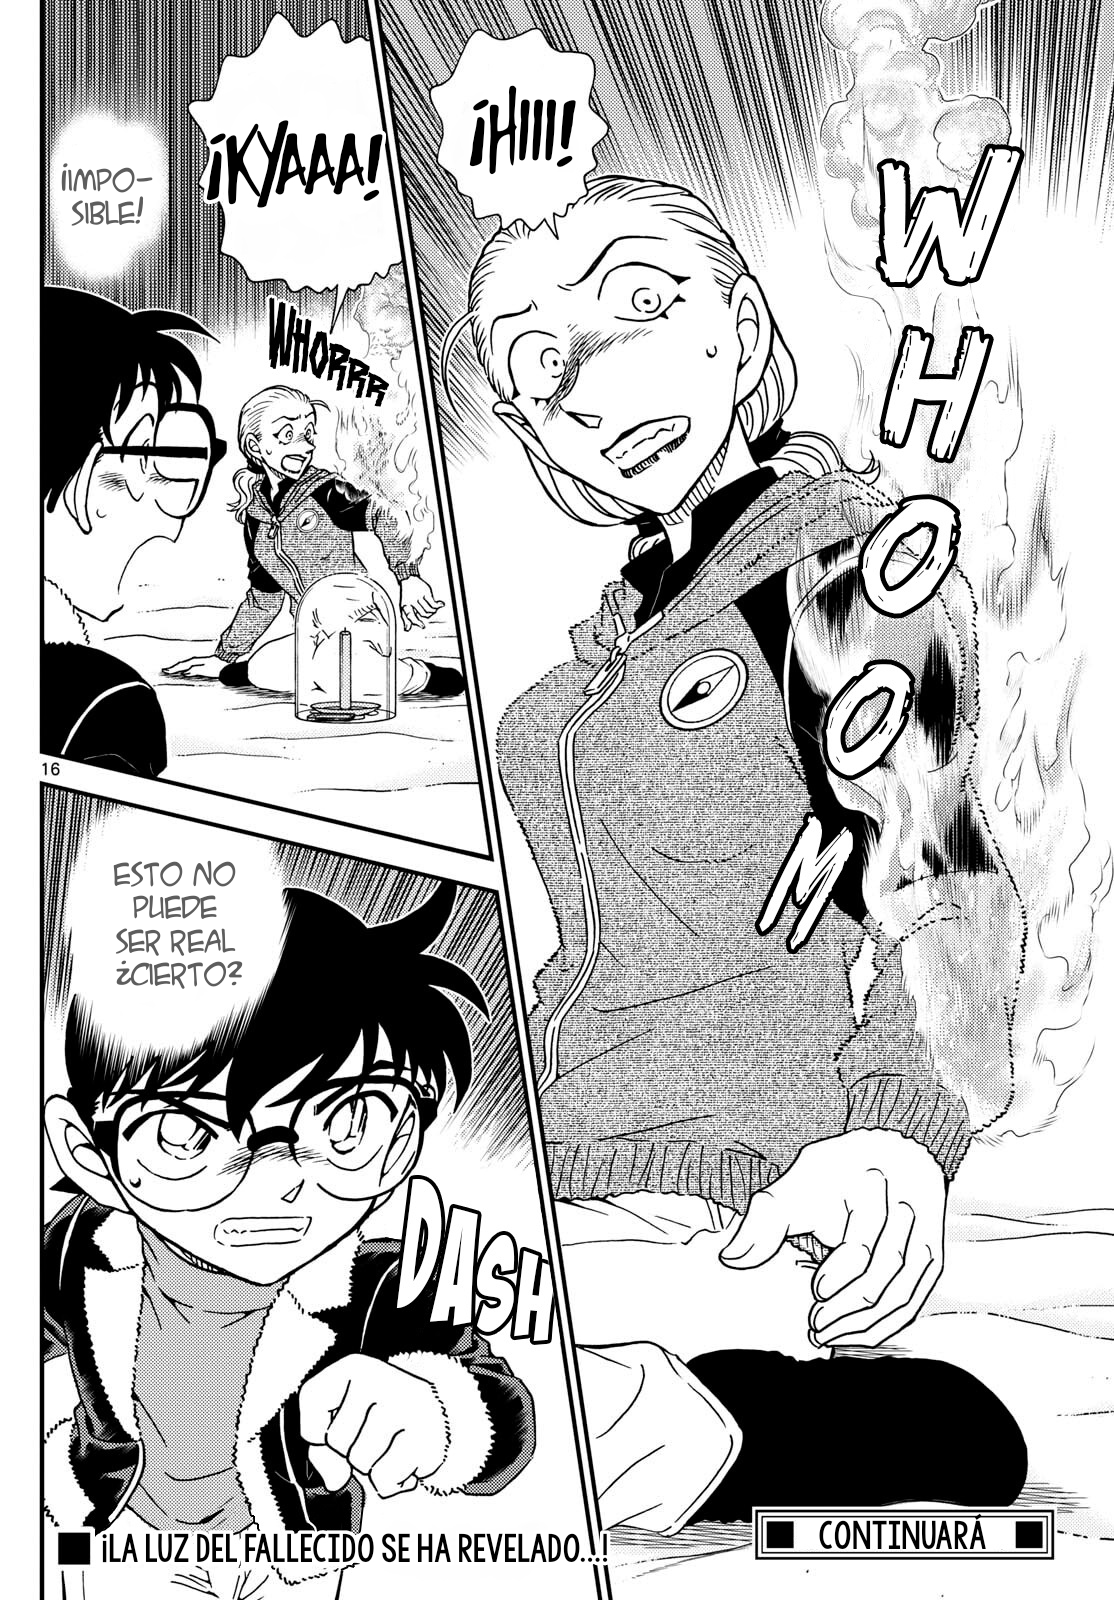 ¡HIII!
WHOOOM
¡KYAAA!
WHORRR
¡IMPO-
SIBLE!
16
ESTO NO
PUEDE
SER REAL
¿CIERTO?
DASH
¡LA LUZ DEL FALLECIDO SE HA REVELADO...!
CONTINUARÁ